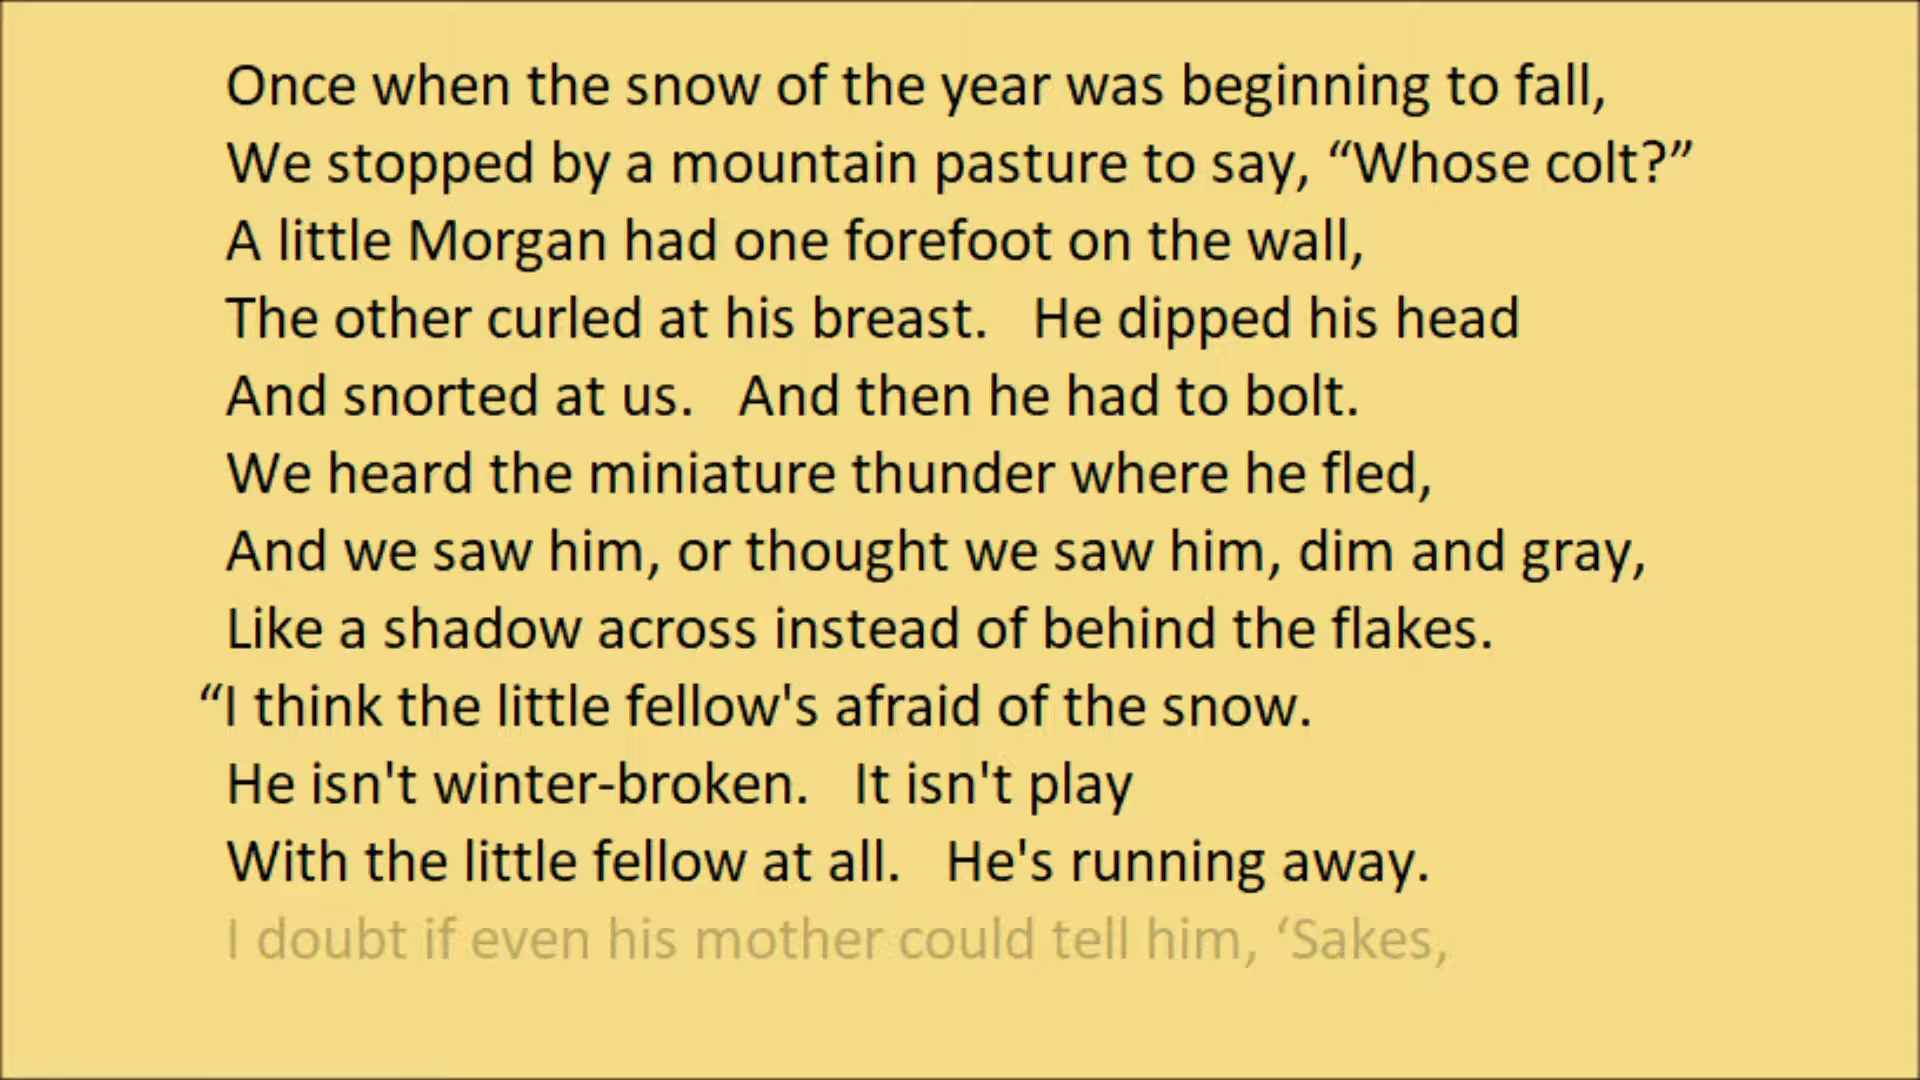 Once when the snow of the year was beginning to fall,
We stopped by a mountain pasture to say, “Whose colt?”
A little Morgan had one forefoot on the wall,
The other curled at his breast.   He dipped his head
And snorted at us.   And then he had to bolt.
We heard the miniature thunder where he fled,
And we saw him, or thought we saw him, dim and gray,
Like a shadow across instead of behind the flakes.
“I think the little fellow's afraid of the snow.
He isn't winter-broken.   It isn't play
With the little fellow at all.   He's running away.
I doubt if even his mother could tell him, ‘Sakes,